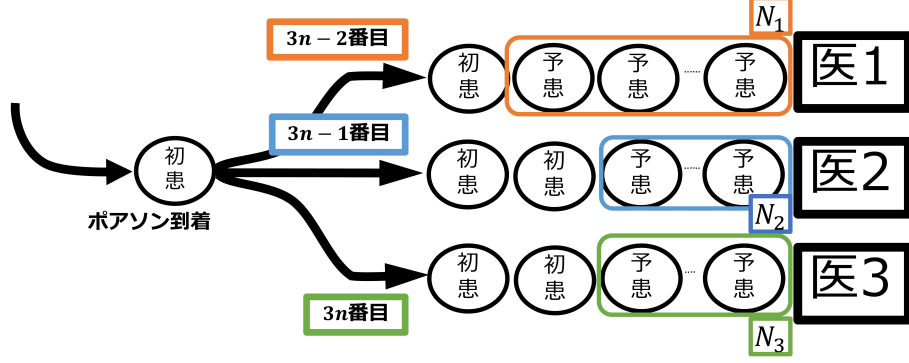 3n − 2番目
N₁
初患 予患 予患 ...... 予患
医1
3n − 1番目
初患
ポアソン到着
初患 初患 予患 ...... 予患
医2
N₂
初患 初患 予患 .... 予患
医3
3n番目
N₃